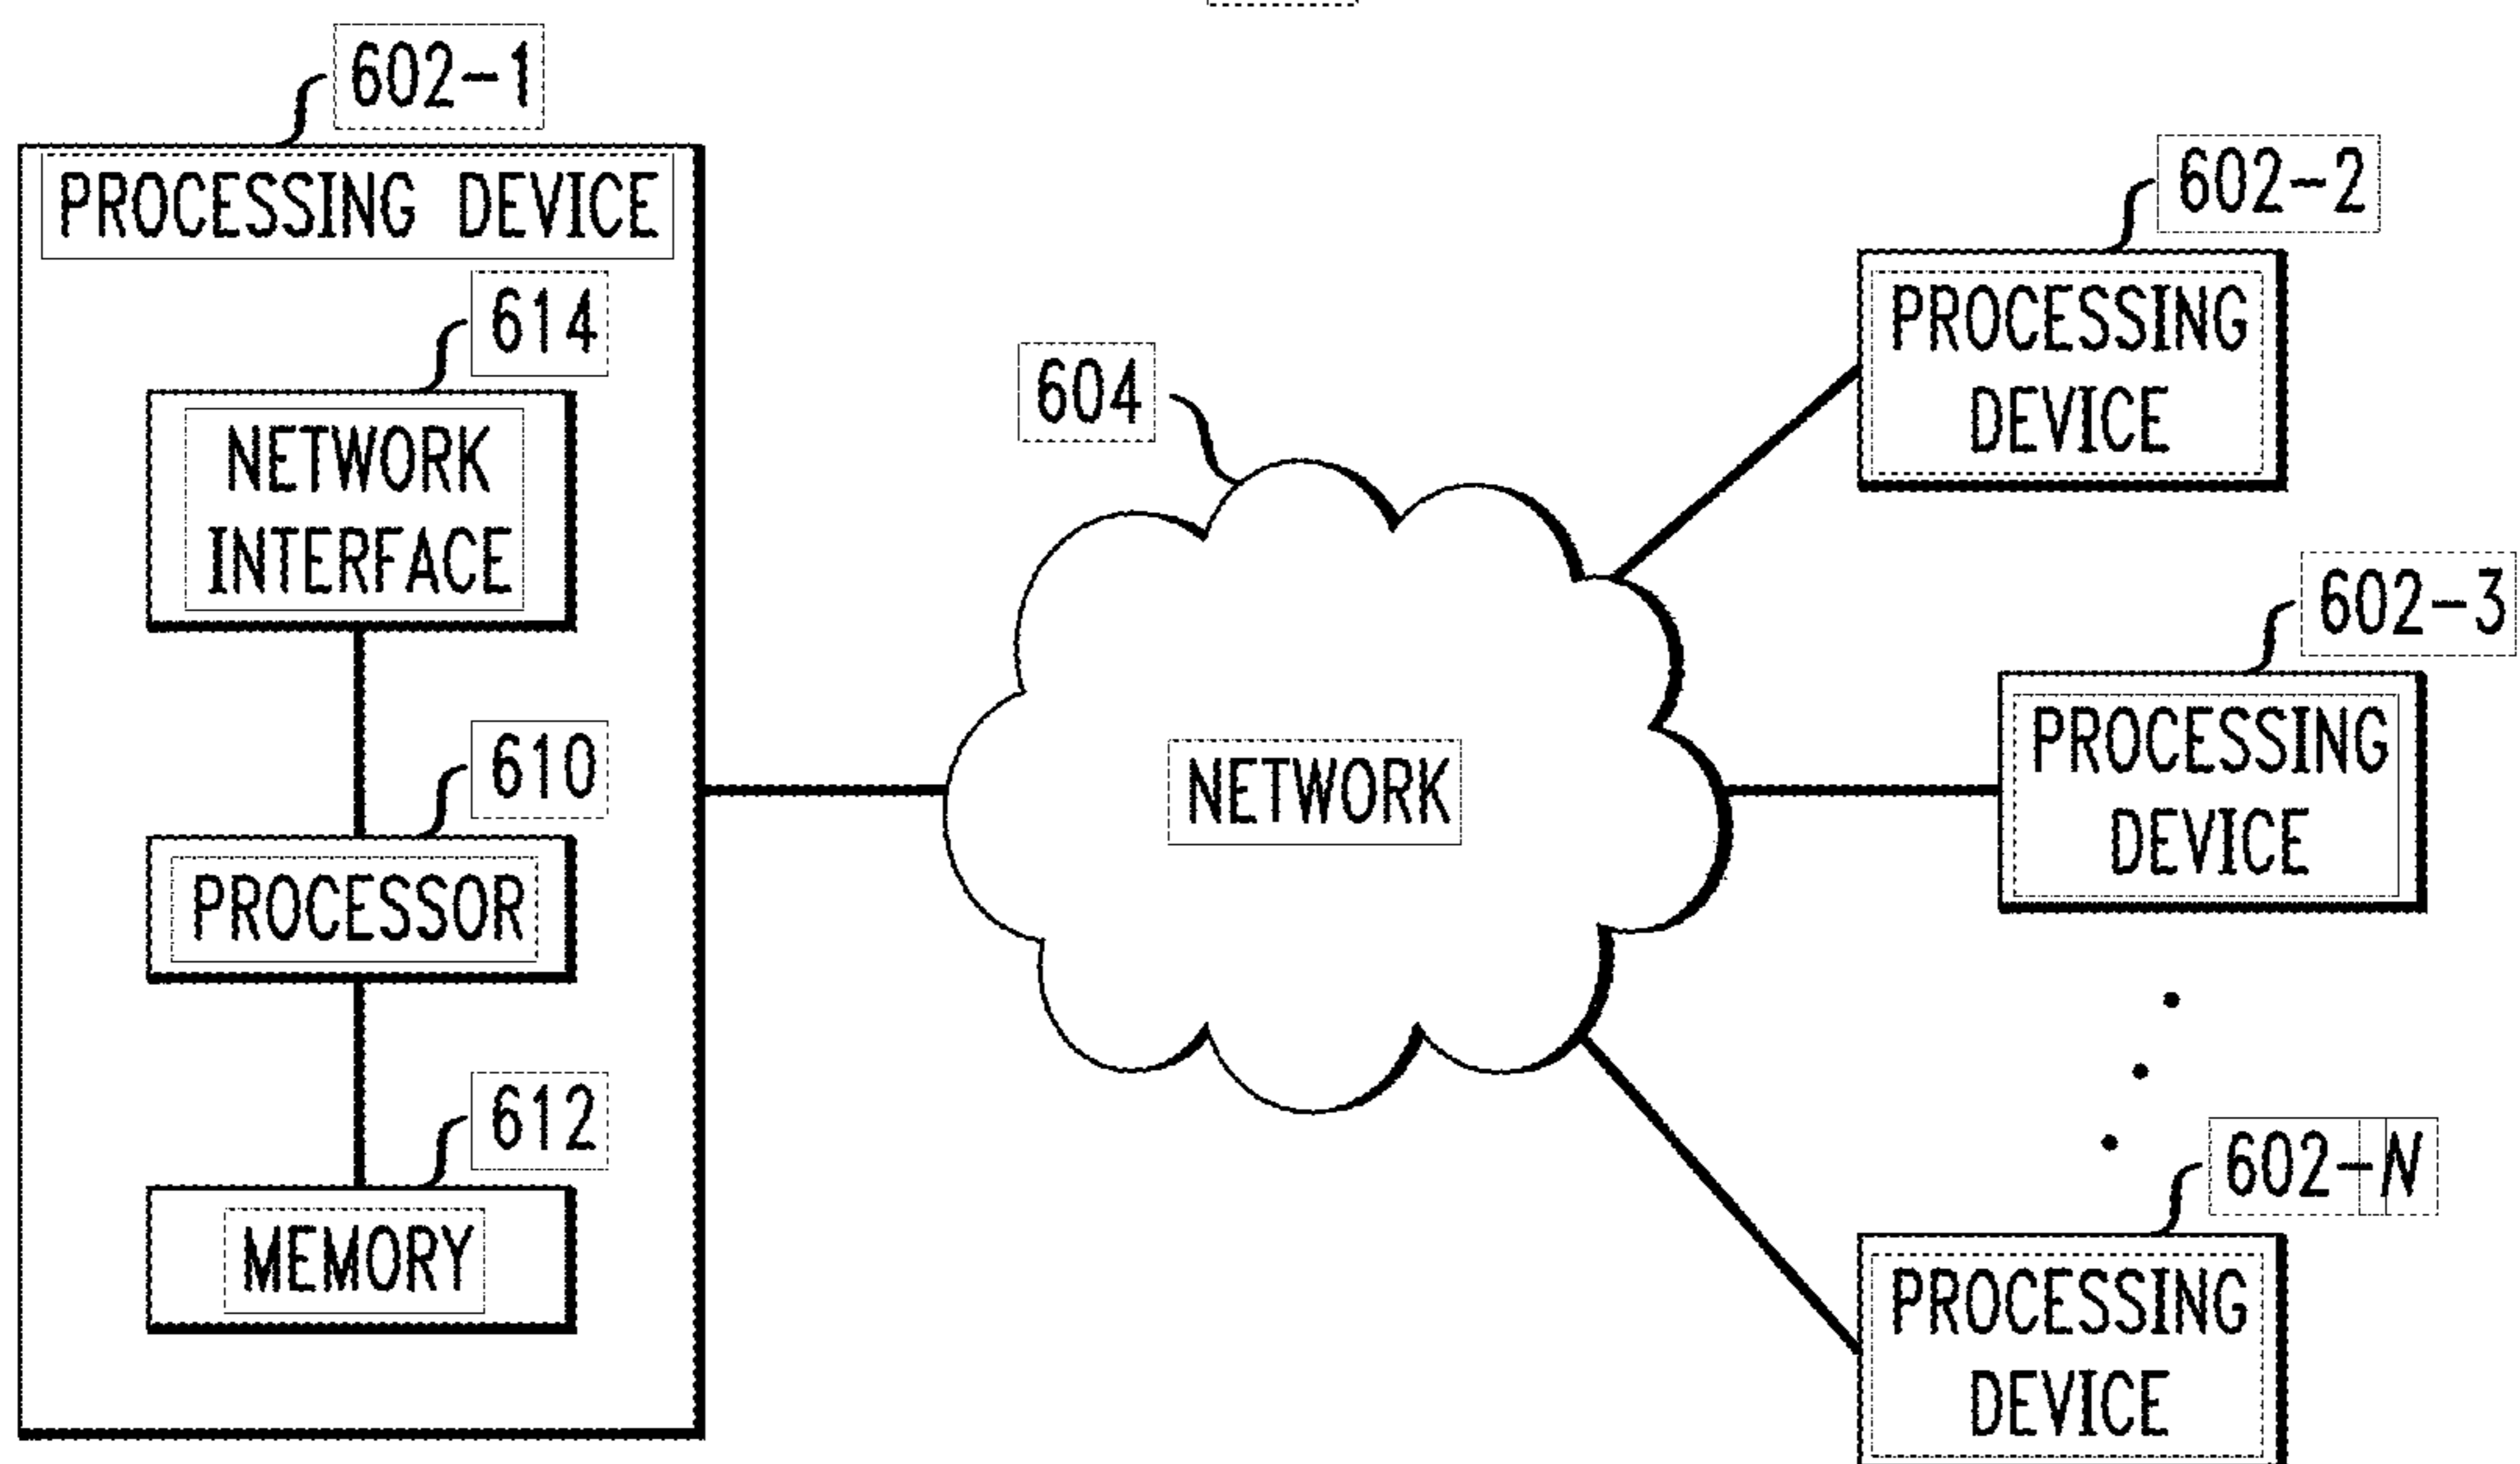 602-1
PROCESSING DEVICE
614
NETWORK
INTERFACE
610
PROCESSOR
612
MEMORY
604
NETWORK
602-2
PROCESSING
DEVICE
602-3
PROCESSING
DEVICE
602-N
PROCESSING
DEVICE